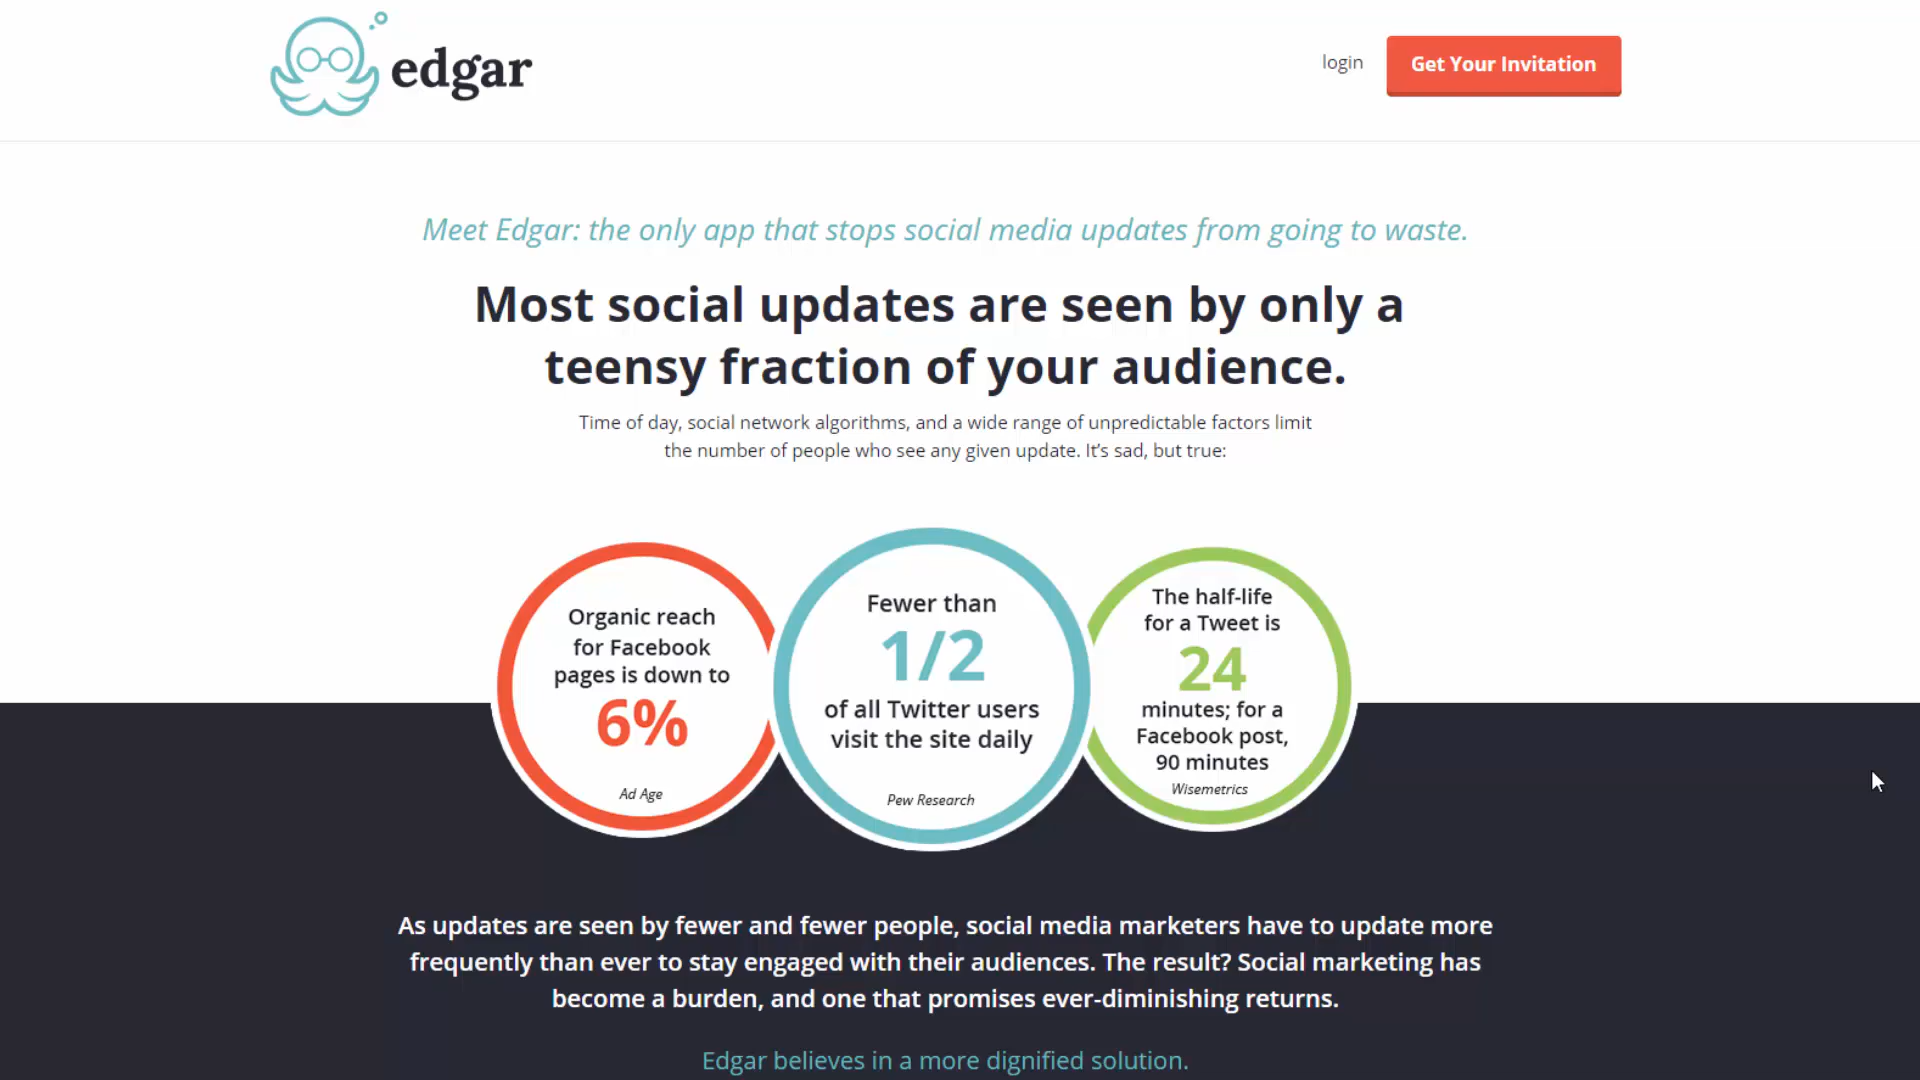 edgar
login
Get Your Invitation
Meet Edgar: the only app that stops social media updates from going to waste.
Most social updates are seen by only a
teensy fraction of your audience.
Time of day, social network algorithms, and a wide range of unpredictable factors limit
the number of people who see any given update. It's sad, but true:
Organic reach
for Facebook
pages is down to
6%
Ad Age
Fewer than
1/2
of all Twitter users
visit the site daily
Pew Research
The half-life
for a Tweet is
24
minutes; for a
Facebook post,
90 minutes
Wisemetrics
As updates are seen by fewer and fewer people, social media marketers have to update more
frequently than ever to stay engaged with their audiences. The result? Social marketing has
become a burden, and one that promises ever-diminishing returns.
Edgar believes in a more dignified solution.